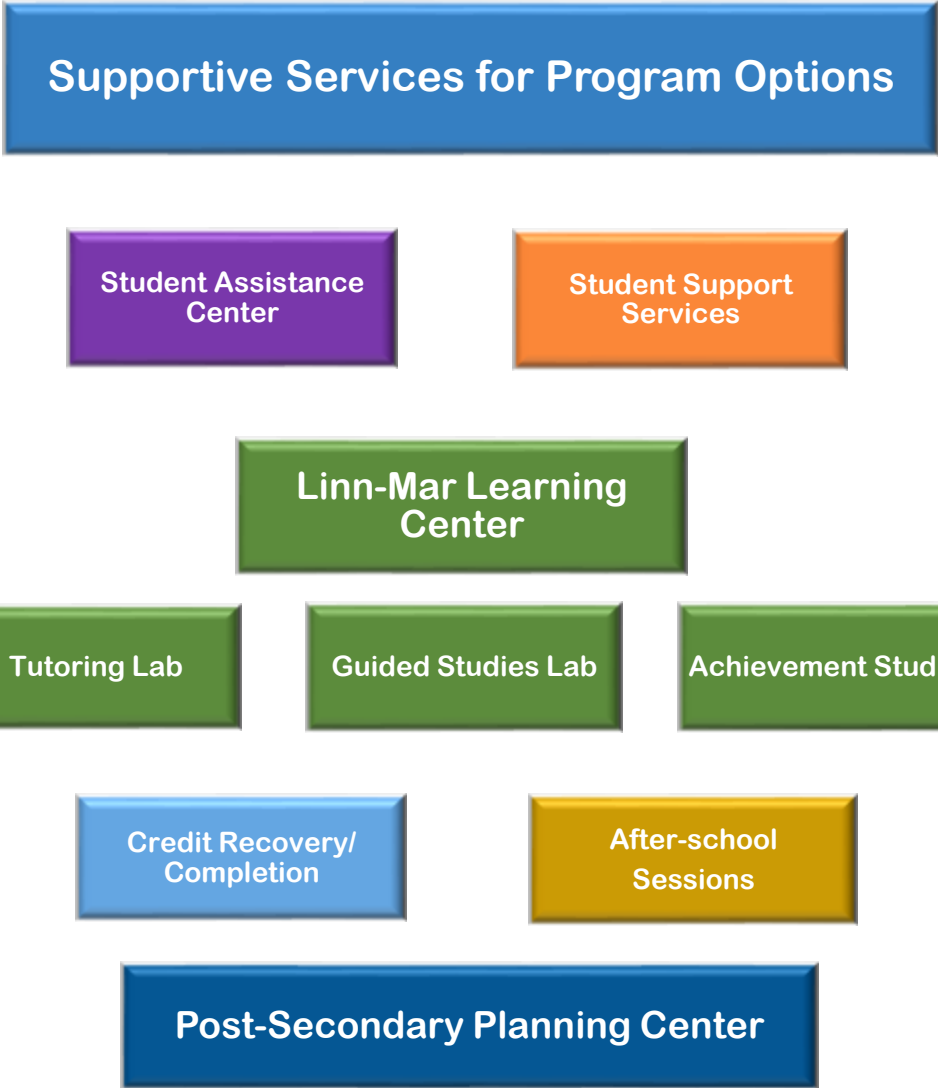 Supportive Services for Program Options
Student Assistance
Center
Student Support
Services
Linn-Mar Learning
Center
Tutoring Lab
Guided Studies Lab
Achievement Stud
Credit Recovery/
Completion
After-school
Sessions
Post-Secondary Planning Center